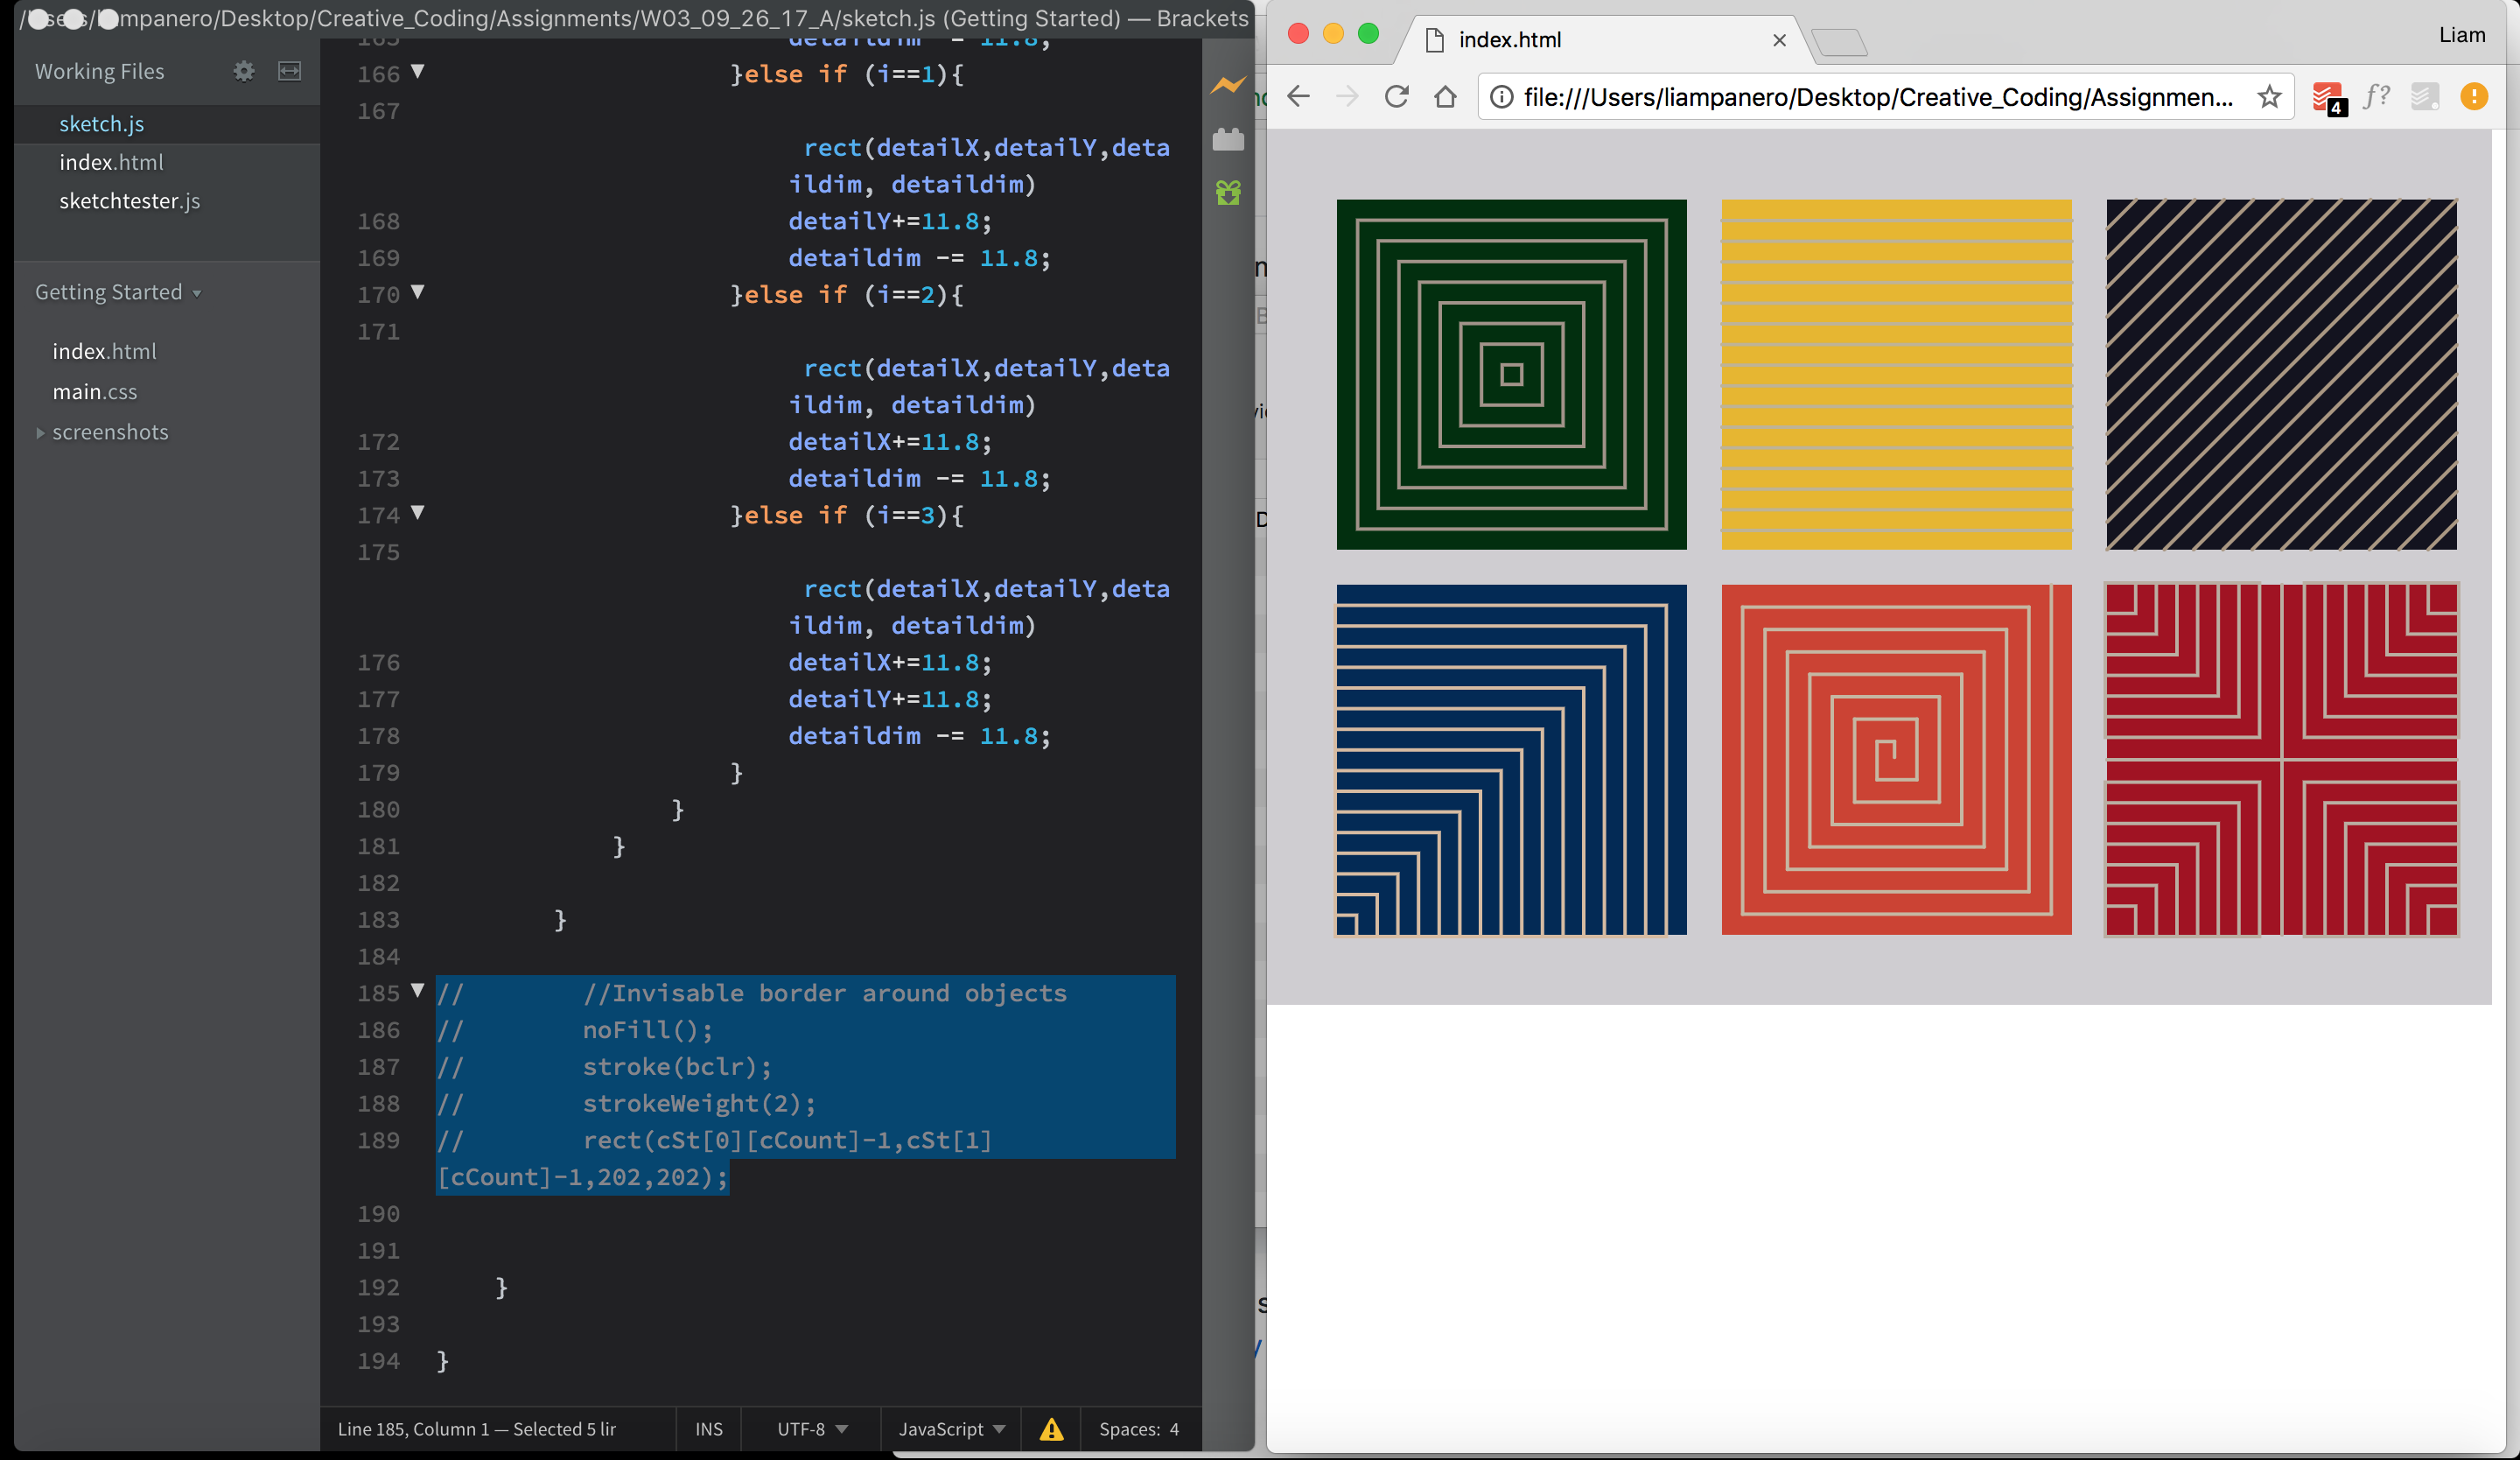 /Users/liampanero/Desktop/Creative_Coding/Assignments/W03_09_26_17_A/sketch.js (Getting Started) — Brackets
Working Files
sketch.js
index.html
sketchtester.js
Getting Started
index.html
main.css
screenshots
165 detaildim -= 11.8;
166 }else if (i==1){
167
rect(detailX,detailY,deta
ildim, detaildim)
168 detailY+=11.8;
169 detaildim -= 11.8;
170 }else if (i==2){
171
rect(detailX,detailY,deta
ildim, detaildim)
172 detailX+=11.8;
173 detaildim -= 11.8;
174 }else if (i==3){
175
rect(detailX,detailY,deta
ildim, detaildim)
176 detailX+=11.8;
177 detailY+=11.8;
178 detaildim -= 11.8;
179 }
180 }
181 }
182
183 }
184
185 // //Invisable border around objects
186 // noFill();
187 // stroke(bclr);
188 // strokeWeight(2);
189 // rect(cSt[0][cCount]-1,cSt[1]
[cCount]-1,202,202);
190
191
192 }
193
194 }
Line 185, Column 1 — Selected 5 lir
INS
UTF-8
JavaScript
Spaces: 4
index.html
Liam
file:///Users/liampanero/Desktop/Creative_Coding/Assignmen...
4
f?